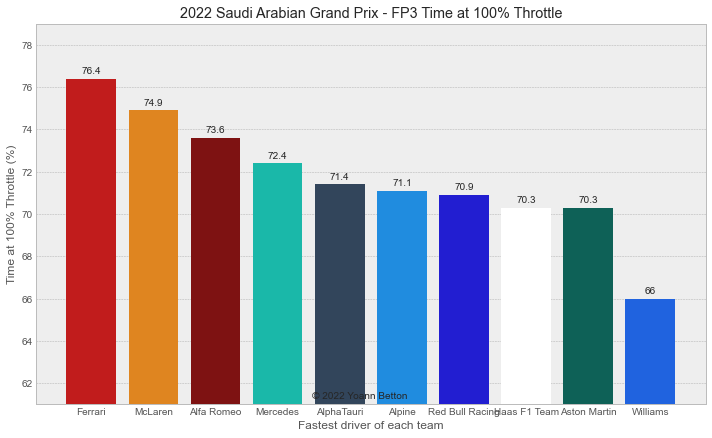 2022 Saudi Arabian Grand Prix - FP3 Time at 100% Throttle
Time at 100% Throttle (%)
78
76
74
72
70
68
66
64
62
76.4
74.9
73.6
72.4
71.4
71.1
70.9
70.3
70.3
66
© 2022 Yoann Betton
Ferrari
McLaren
Alfa Romeo
Mercedes
AlphaTauri
Alpine
Red Bull Racing
Haas F1 Team
Aston Martin
Williams
Fastest driver of each team